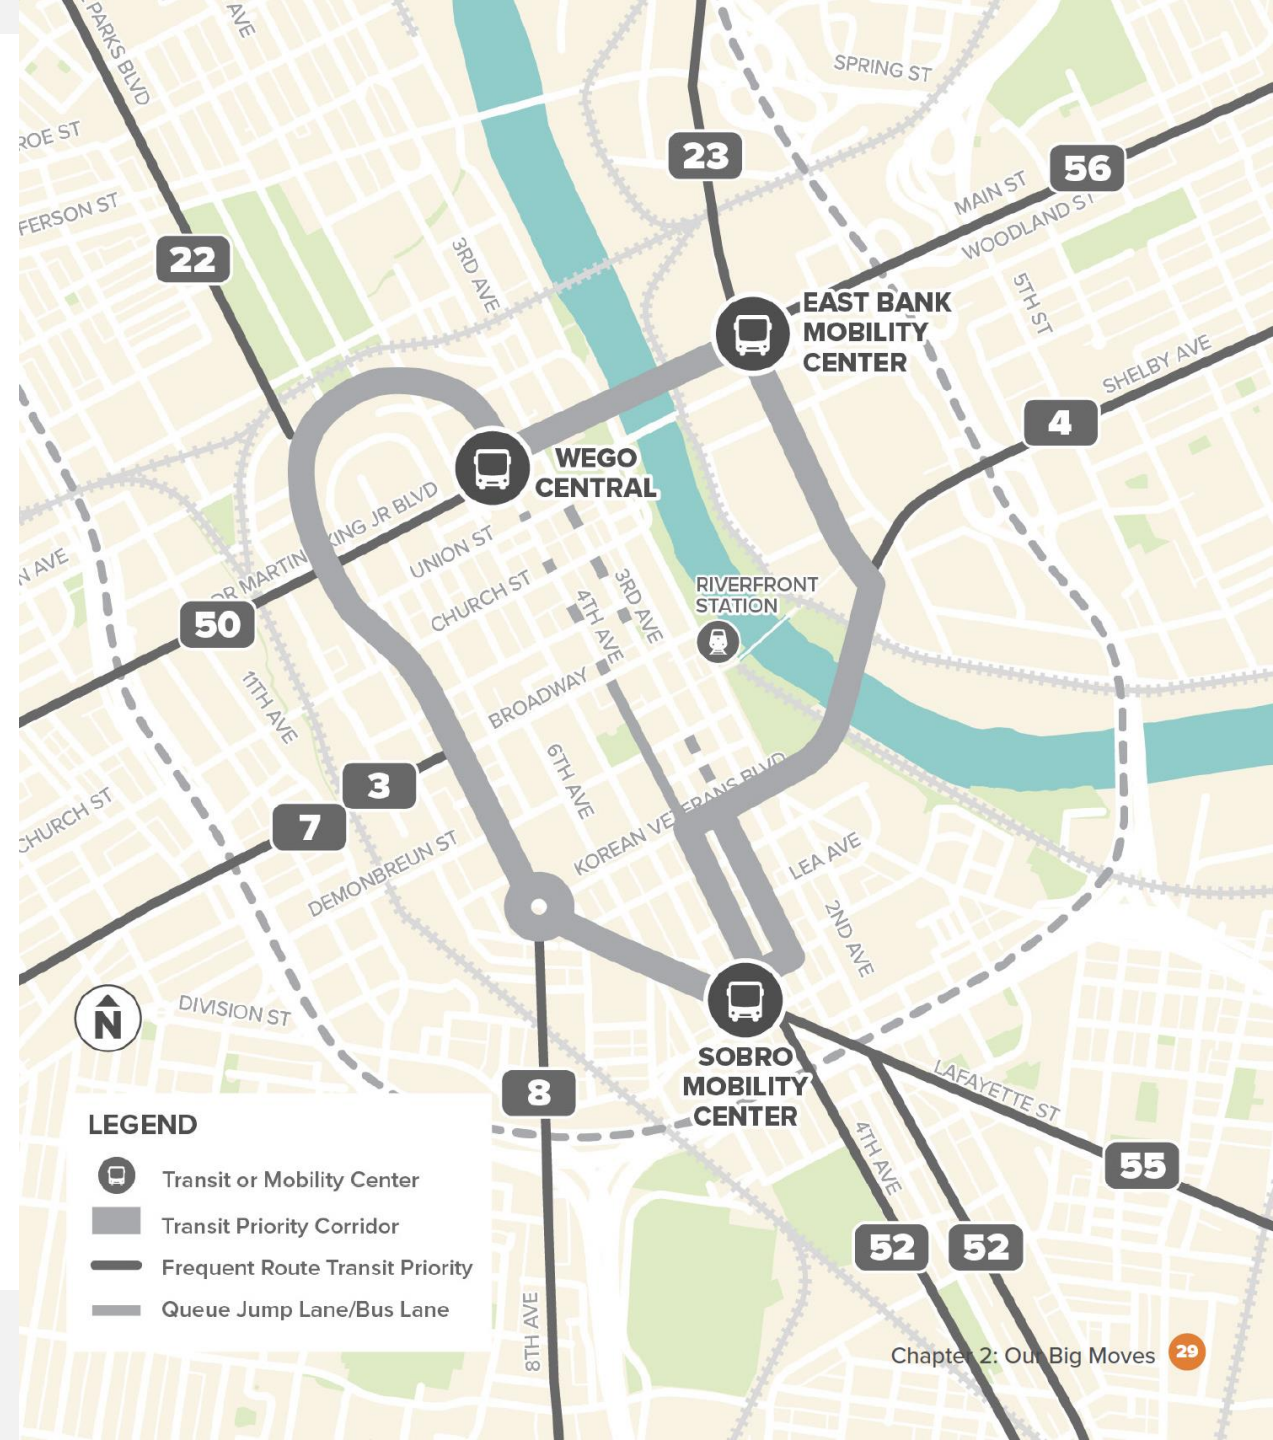 PARKS BLVD
AVE
SPRING ST
ROE ST
23
56
MAIN ST
WOODLAND ST
FERSON ST
22
3RD AVE
5TH ST
EAST BANK
MOBILITY
CENTER
SHELBY AVE
4
WEGO
CENTRAL
DR MARTIN KING JR BLVD
UNION ST
CHURCH ST
N AVE
50
4TH AVE
3RD AVE
RIVERFRONT
STATION
11TH AVE
BROADWAY
6TH AVE
3
7
CHURCH ST
DEMONBREUN ST
KOREAN VETERANS BLVD
LEA AVE
2ND AVE
N
DIVISION ST
SOBRO
MOBILITY
CENTER
LAFAYETTE ST
8
4TH AVE
55
52
52
8TH AVE
LEGEND
Transit or Mobility Center
Transit Priority Corridor
Frequent Route Transit Priority
Queue Jump Lane/Bus Lane
Chapter 2: Our Big Moves 29